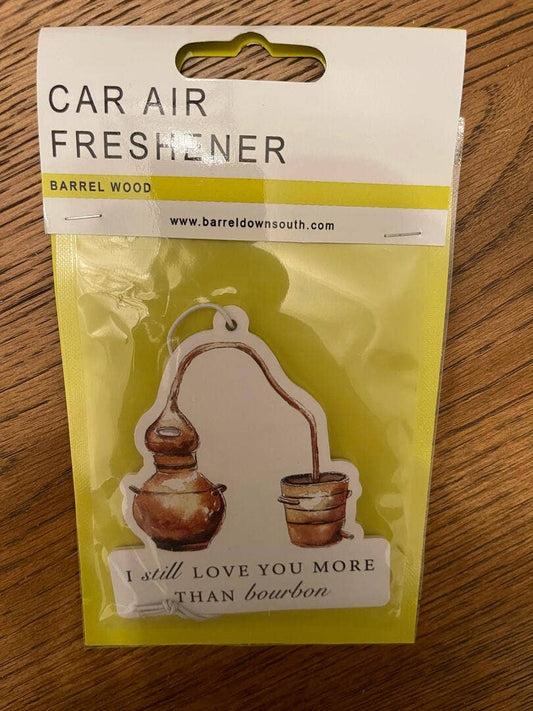 CAR AIR
FRESHENER
BARREL WOOD
www.barreldownsouth.com
I still LOVE YOU MORE
THAN bourbon